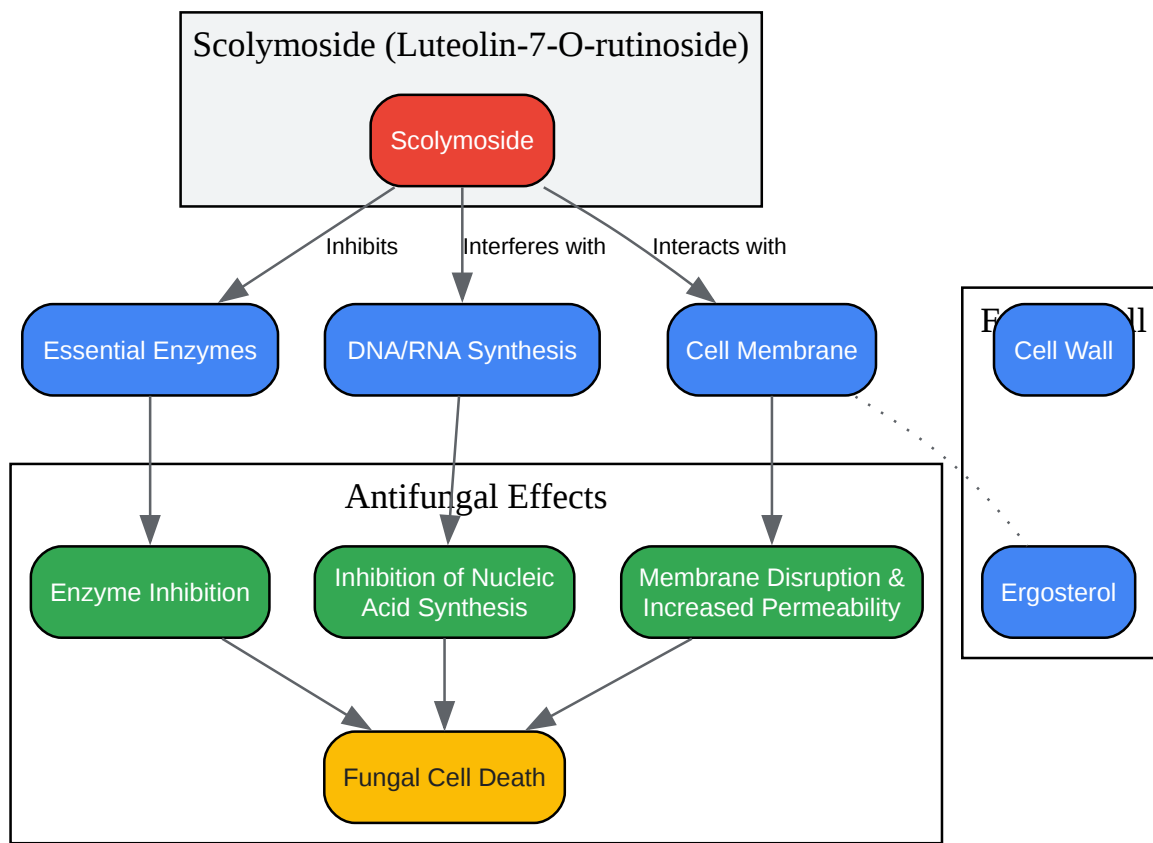 Scolymoside (Luteolin-7-O-rutinoside)
Scolymoside
Inhibits
Interferes with
Interacts with
Essential Enzymes
DNA/RNA Synthesis
Cell Membrane
Cell Wall
Antifungal Effects
Enzyme Inhibition
Inhibition of Nucleic
Acid Synthesis
Membrane Disruption &
Increased Permeability
Ergosterol
Fungal Cell Death